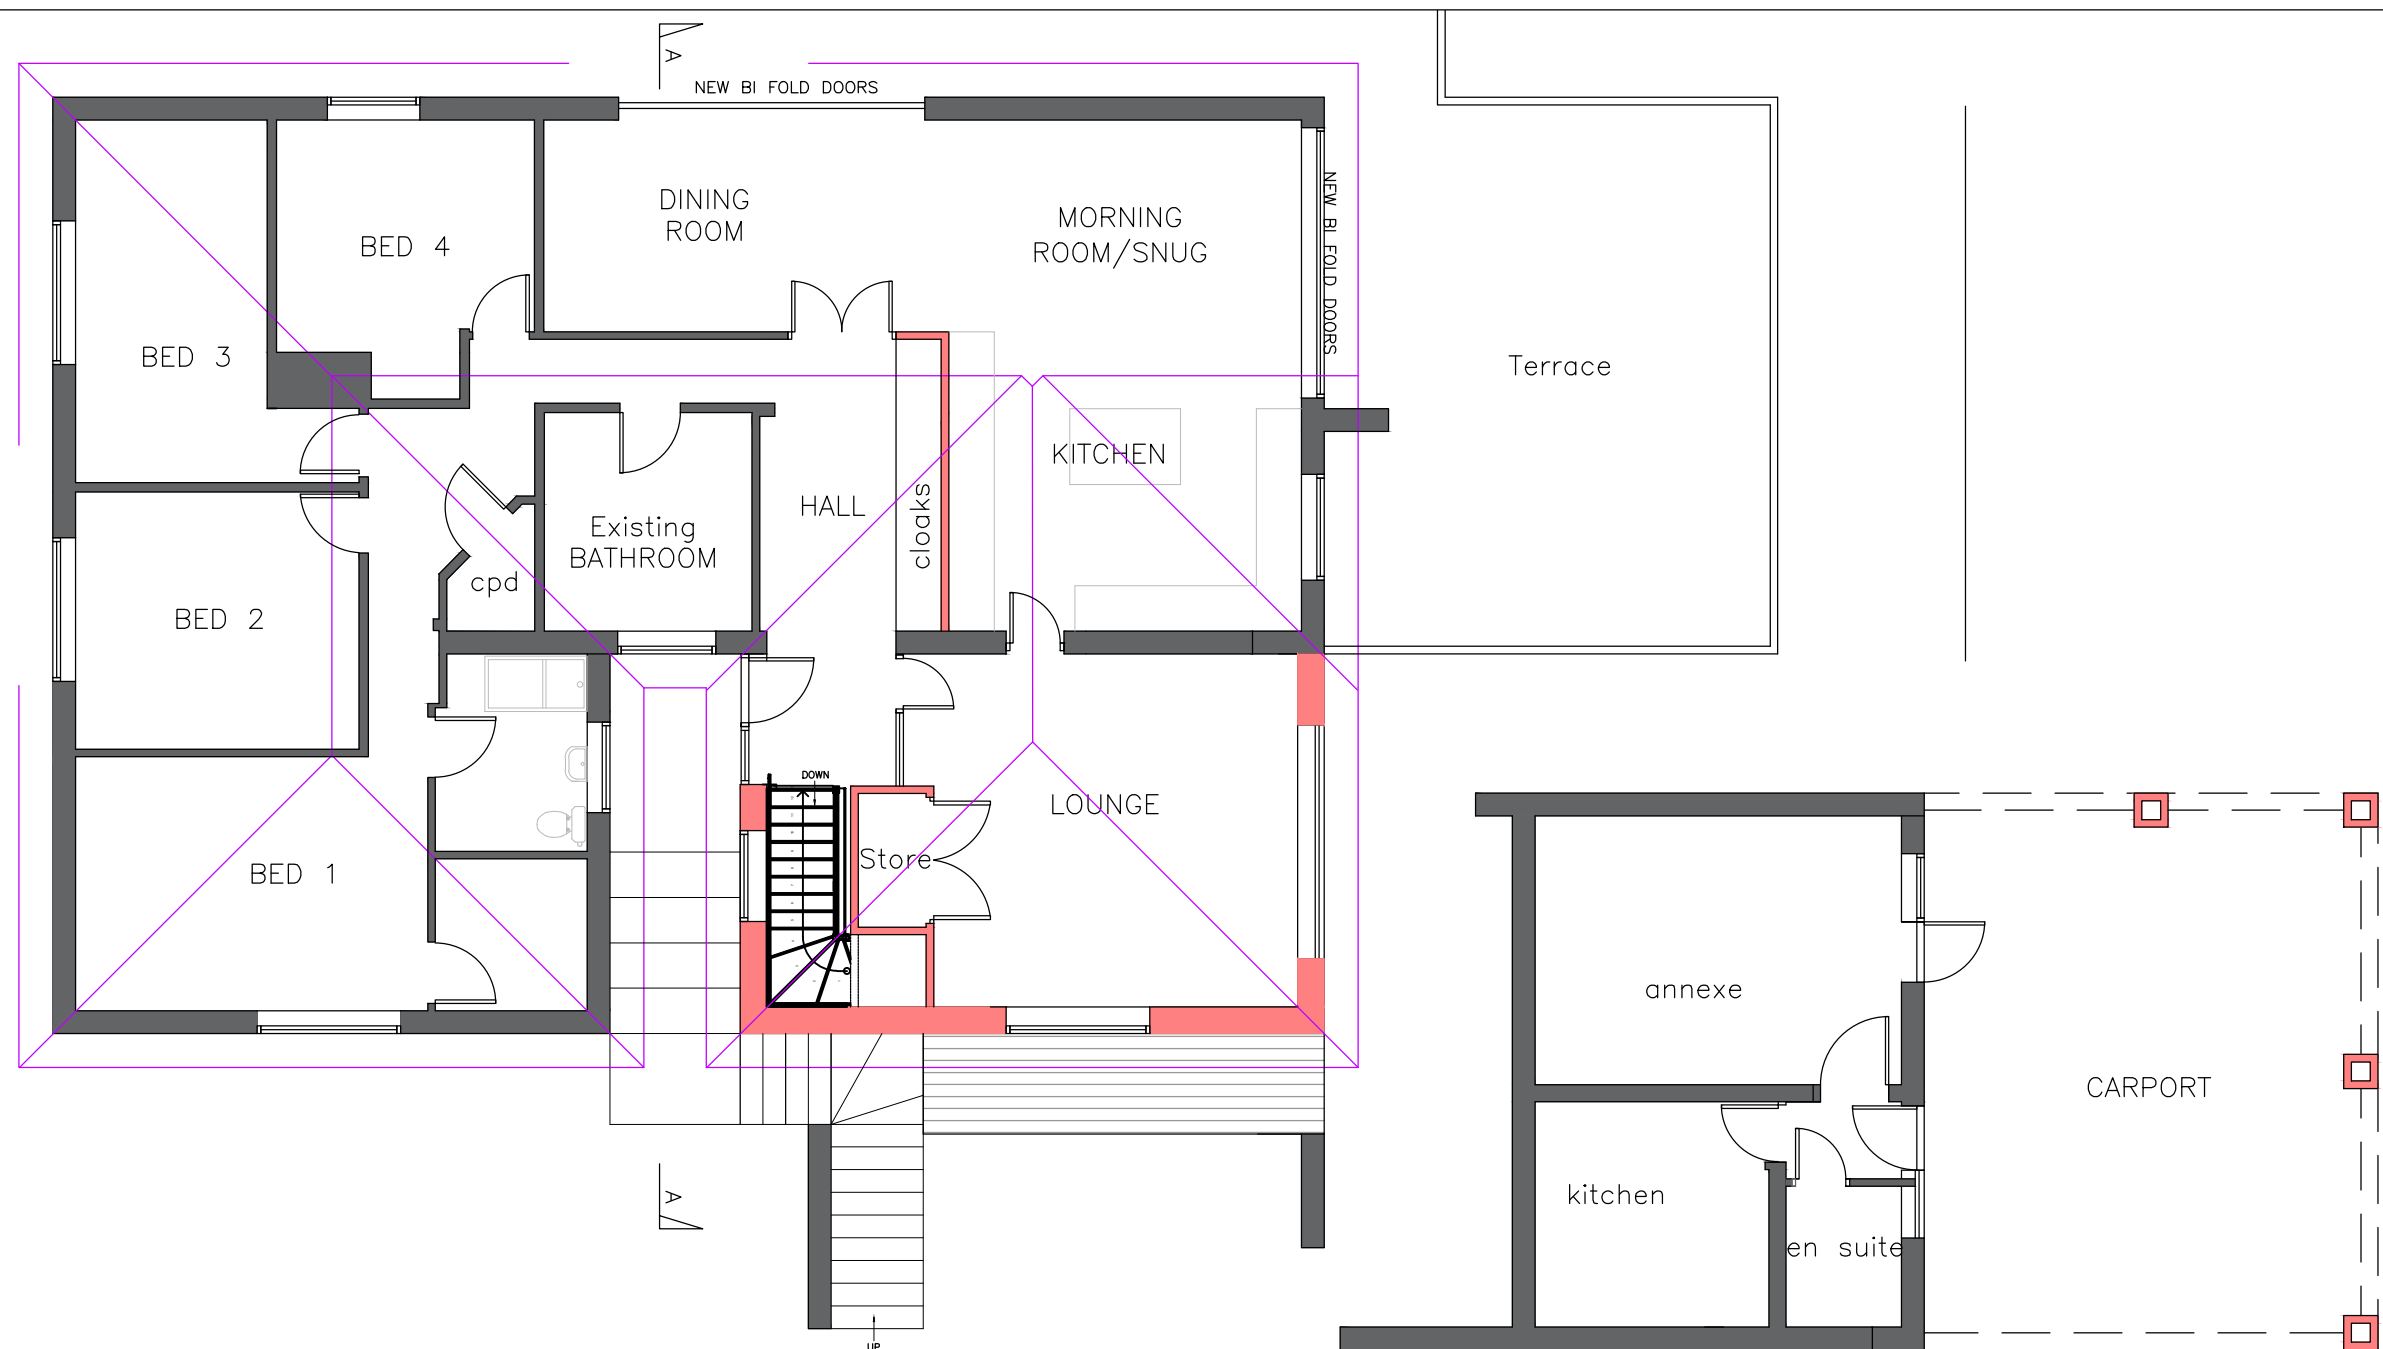 A
NEW BI FOLD DOORS
DINING
ROOM
MORNING
ROOM/SNUG
NEW BI FOLD DOORS
BED 4
BED 3
Terrace
KITCHEN
HALL
cloaks
Existing
BATHROOM
cpd
BED 2
DOWN
LOUNGE
Store
BED 1
annexe
CARPORT
kitchen
A
en suite
UP